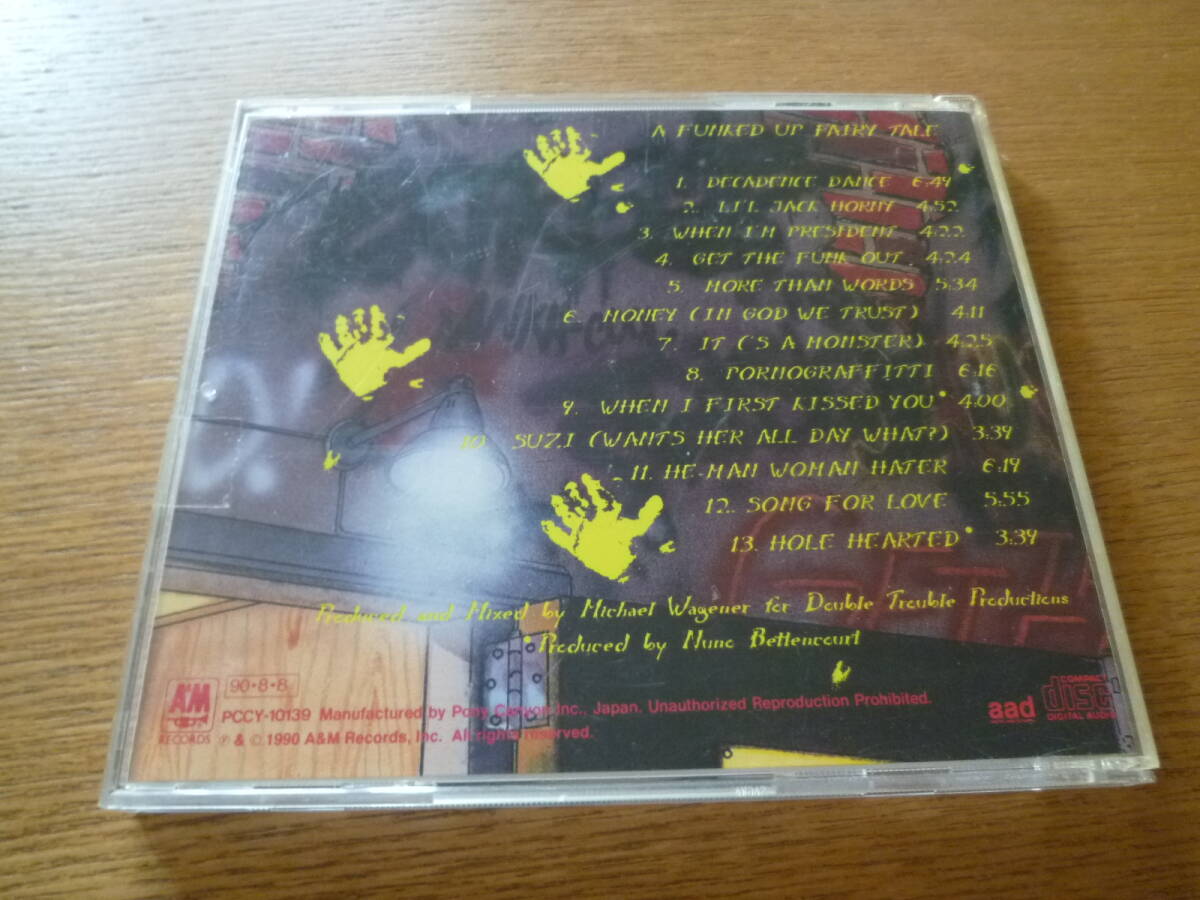 A FUNKED UP FAIRY TALE
1. DECADENCE DANCE 6:49
2. LI'L JACK HORNY 4:52
3. WHEN I'M PRESIDENT 4:22
4. GET THE FUNK OUT 4:24
5. MORE THAN WORDS 5:34
6. MONEY (IN GOD WE TRUST) 4:11
7. IT ('S A MONSTER) 4:25
8. PORNOGRAFFITTI 6:16
9. WHEN I FIRST KISSED YOU* 4:00
10. SUZI (WANTS HER ALL DAY WHAT?) 3:39
11. HE-MAN WOMAN HATER 6:19
12. SONG FOR LOVE 5:55
13. HOLE HEARTED* 3:39
Produced and Mixed by Michael Wagener for Double Trouble Productions
*Produced by Nuno Bettencourt
A&M RECORDS
90·8·8
PCCY-10139 Manufactured by Pony Canyon Inc., Japan. Unauthorized Reproduction Prohibited.
℗ & © 1990 A&M Records, Inc. All rights reserved.
aad
COMPACT disc DIGITAL AUDIO